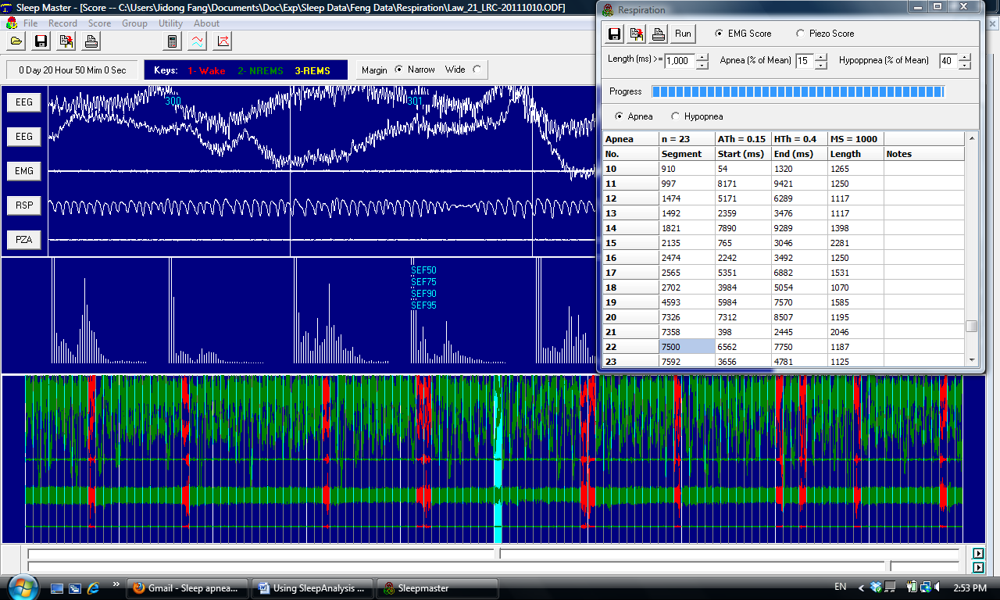 Sleep Master - [Score -- C:\Users\Jidong Fang\Documents\Doc\Exp\Sleep Data\Feng Data\Respiration\Law_21_LRC-20111010.ODF]
File Record Score Group Utility About
0 Day 20 Hour 50 Mim 0 Sec
Keys: 1- Wake 2- NREMS 3-REMS
Margin Narrow Wide
EEG
EEG
EMG
RSP
PZA
300 301
SEF50
SEF75
SEF90
SEF95
Respiration
Run EMG Score Piezo Score
Length (ms) >= 1,000 Apnea (% of Mean) 15 Hypoppnea (% of Mean) 40
Progress
Apnea Hypopnea
Apnea n = 23 ATh = 0.15 HTh = 0.4 MS = 1000
No. Segment Start (ms) End (ms) Length Notes
10 910 54 1320 1265
11 997 8171 9421 1250
12 1474 5171 6289 1117
13 1492 2359 3476 1117
14 1821 7890 9289 1398
15 2135 765 3046 2281
16 2474 2242 3492 1250
17 2565 5351 6882 1531
18 2702 3984 5054 1070
19 4593 5984 7570 1585
20 7326 7312 8507 1195
21 7358 398 2445 2046
22 7500 6562 7750 1187
23 7592 3656 4781 1125
Gmail - Sleep apnea... Using SleepAnalysis ... Sleepmaster EN 2:53 PM